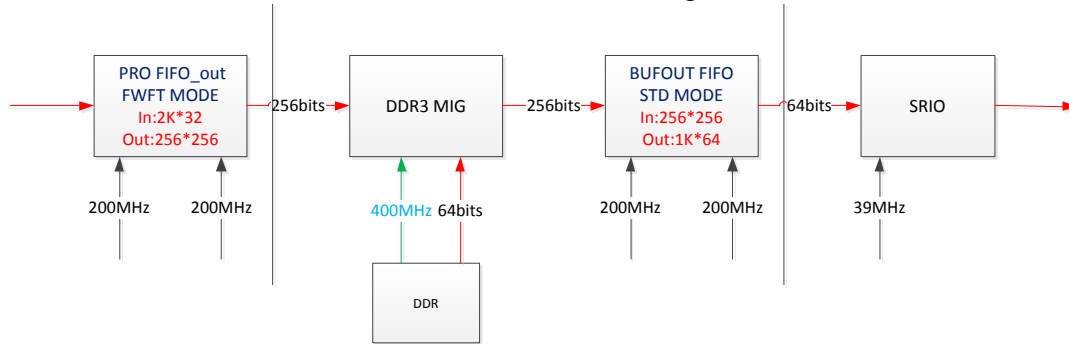 PRO FIFO_out
FWFT MODE
In:2K*32
Out:256*256
256bits
DDR3 MIG
256bits
BUFOUT FIFO
STD MODE
In:256*256
Out:1K*64
64bits
SRIO
200MHz
200MHz
400MHz
64bits
200MHz
200MHz
39MHz
DDR